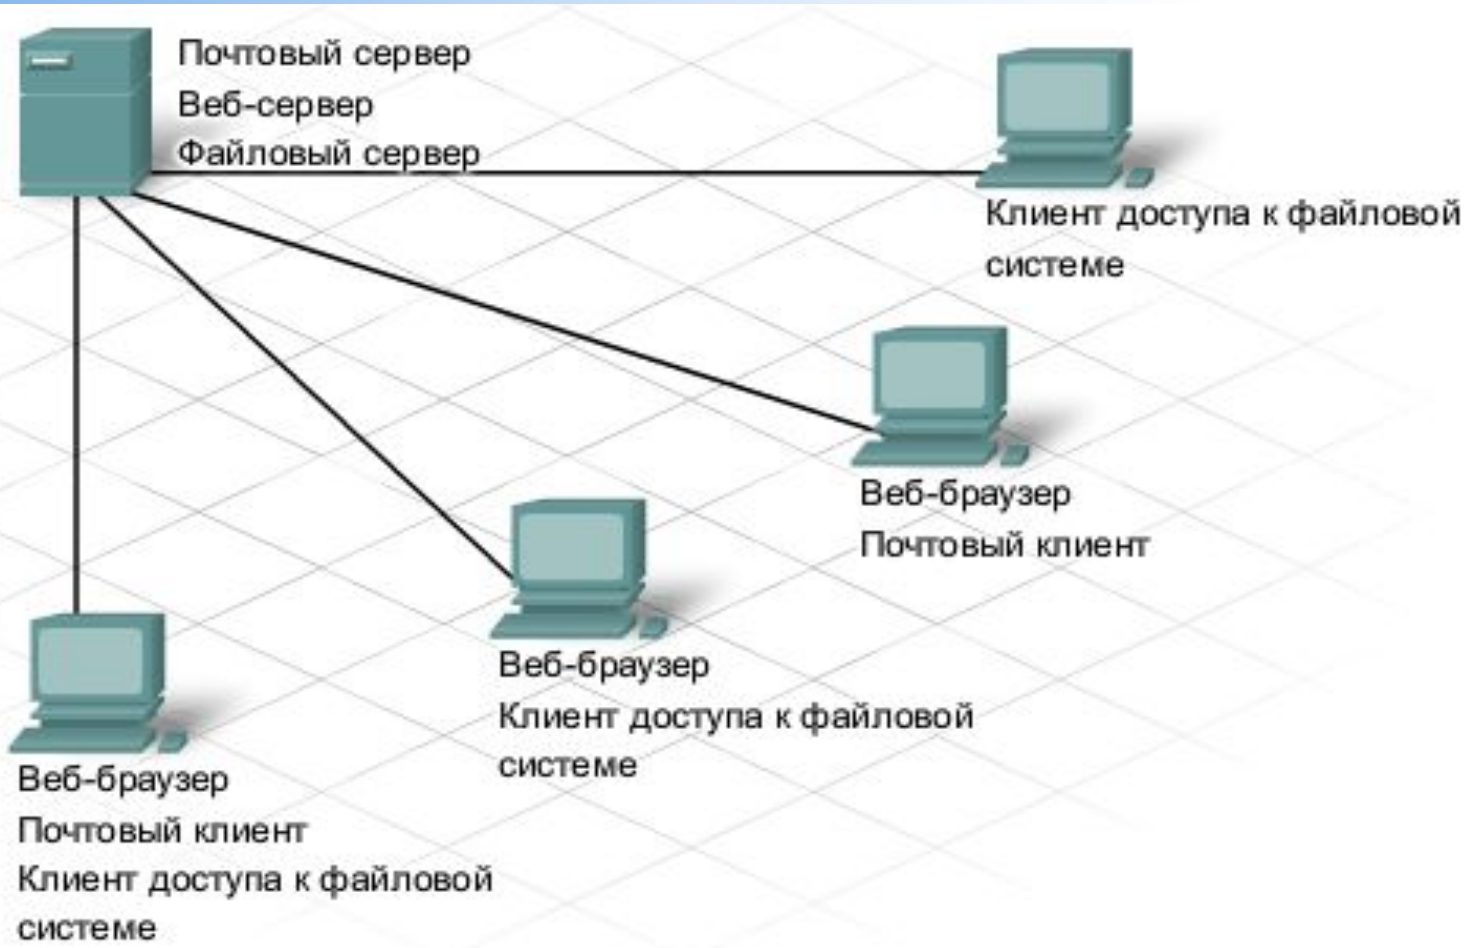 Почтовый сервер
Веб-сервер
Файловый сервер
Клиент доступа к файловой
системе
Веб-браузер
Почтовый клиент
Веб-браузер
Клиент доступа к файловой
системе
Веб-браузер
Почтовый клиент
Клиент доступа к файловой
системе